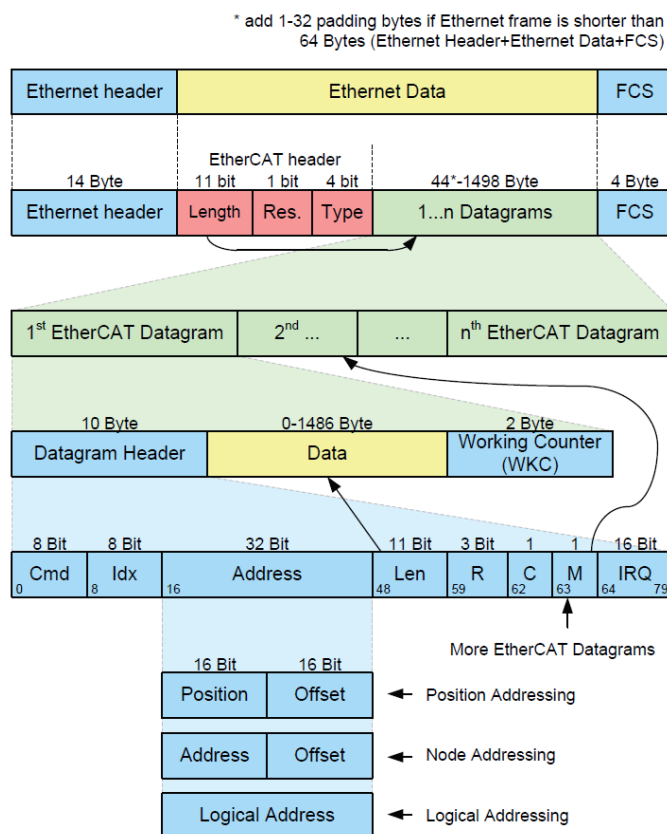 * add 1-32 padding bytes if Ethernet frame is shorter than
64 Bytes (Ethernet Header+Ethernet Data+FCS)
Ethernet header Ethernet Data FCS
EtherCAT header
14 Byte 11 bit 1 bit 4 bit 44*-1498 Byte 4 Byte
Ethernet header Length Res. Type 1...n Datagrams FCS
1st EtherCAT Datagram 2nd ... ... nth EtherCAT Datagram
10 Byte 0-1486 Byte 2 Byte
Datagram Header Data Working Counter
(WKC)
8 Bit 8 Bit 32 Bit 11 Bit 3 Bit 1 1 16 Bit
Cmd Idx Address Len R C M IRQ
0 8 16 48 59 62 63 64 79
More EtherCAT Datagrams
16 Bit 16 Bit
Position Offset Position Addressing
Address Offset Node Addressing
Logical Address Logical Addressing